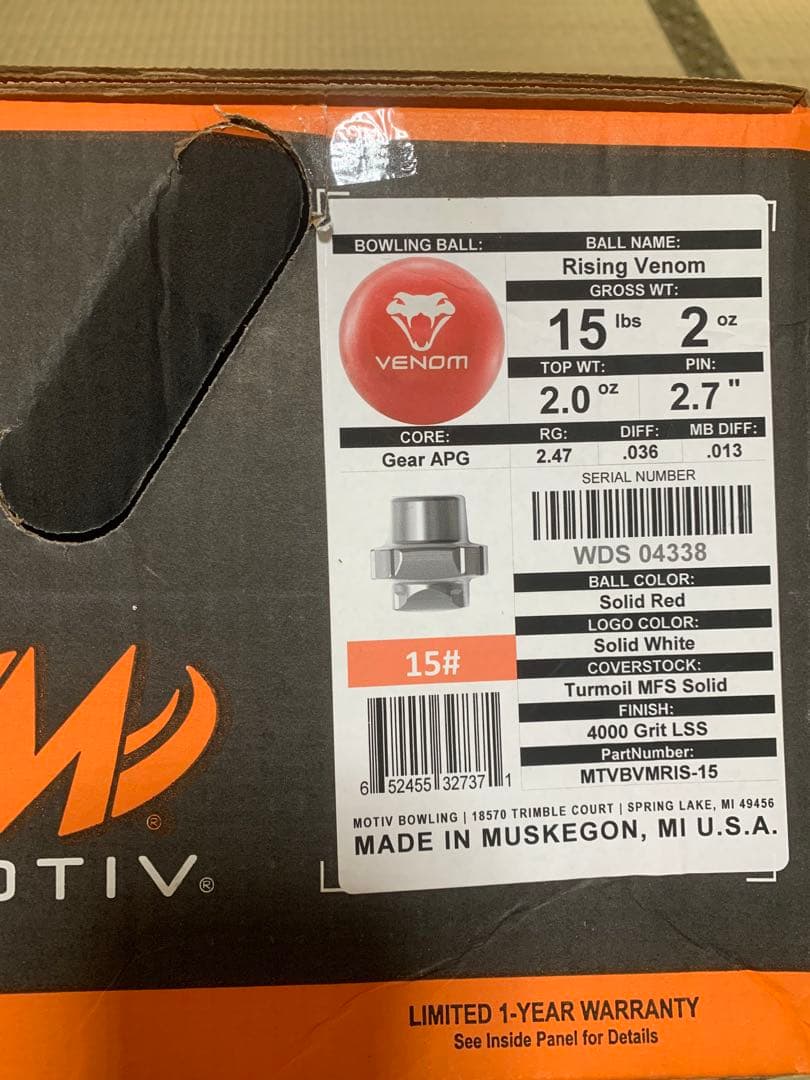 BOWLING BALL:
VENOM
BALL NAME:
Rising Venom
GROSS WT:
15 lbs 2 oz
TOP WT: PIN:
2.0 oz 2.7 "
CORE: RG: DIFF: MB DIFF:
Gear APG 2.47 .036 .013
SERIAL NUMBER
WDS 04338
BALL COLOR:
Solid Red
LOGO COLOR:
Solid White
COVERSTOCK:
Turmoil MFS Solid
FINISH:
4000 Grit LSS
PartNumber:
MTVBVMRIS-15
15#
6 52455 32737 1
MOTIV BOWLING | 18570 TRIMBLE COURT | SPRING LAKE, MI 49456
MADE IN MUSKEGON, MI U.S.A.
OTIV®
LIMITED 1-YEAR WARRANTY
See Inside Panel for Details